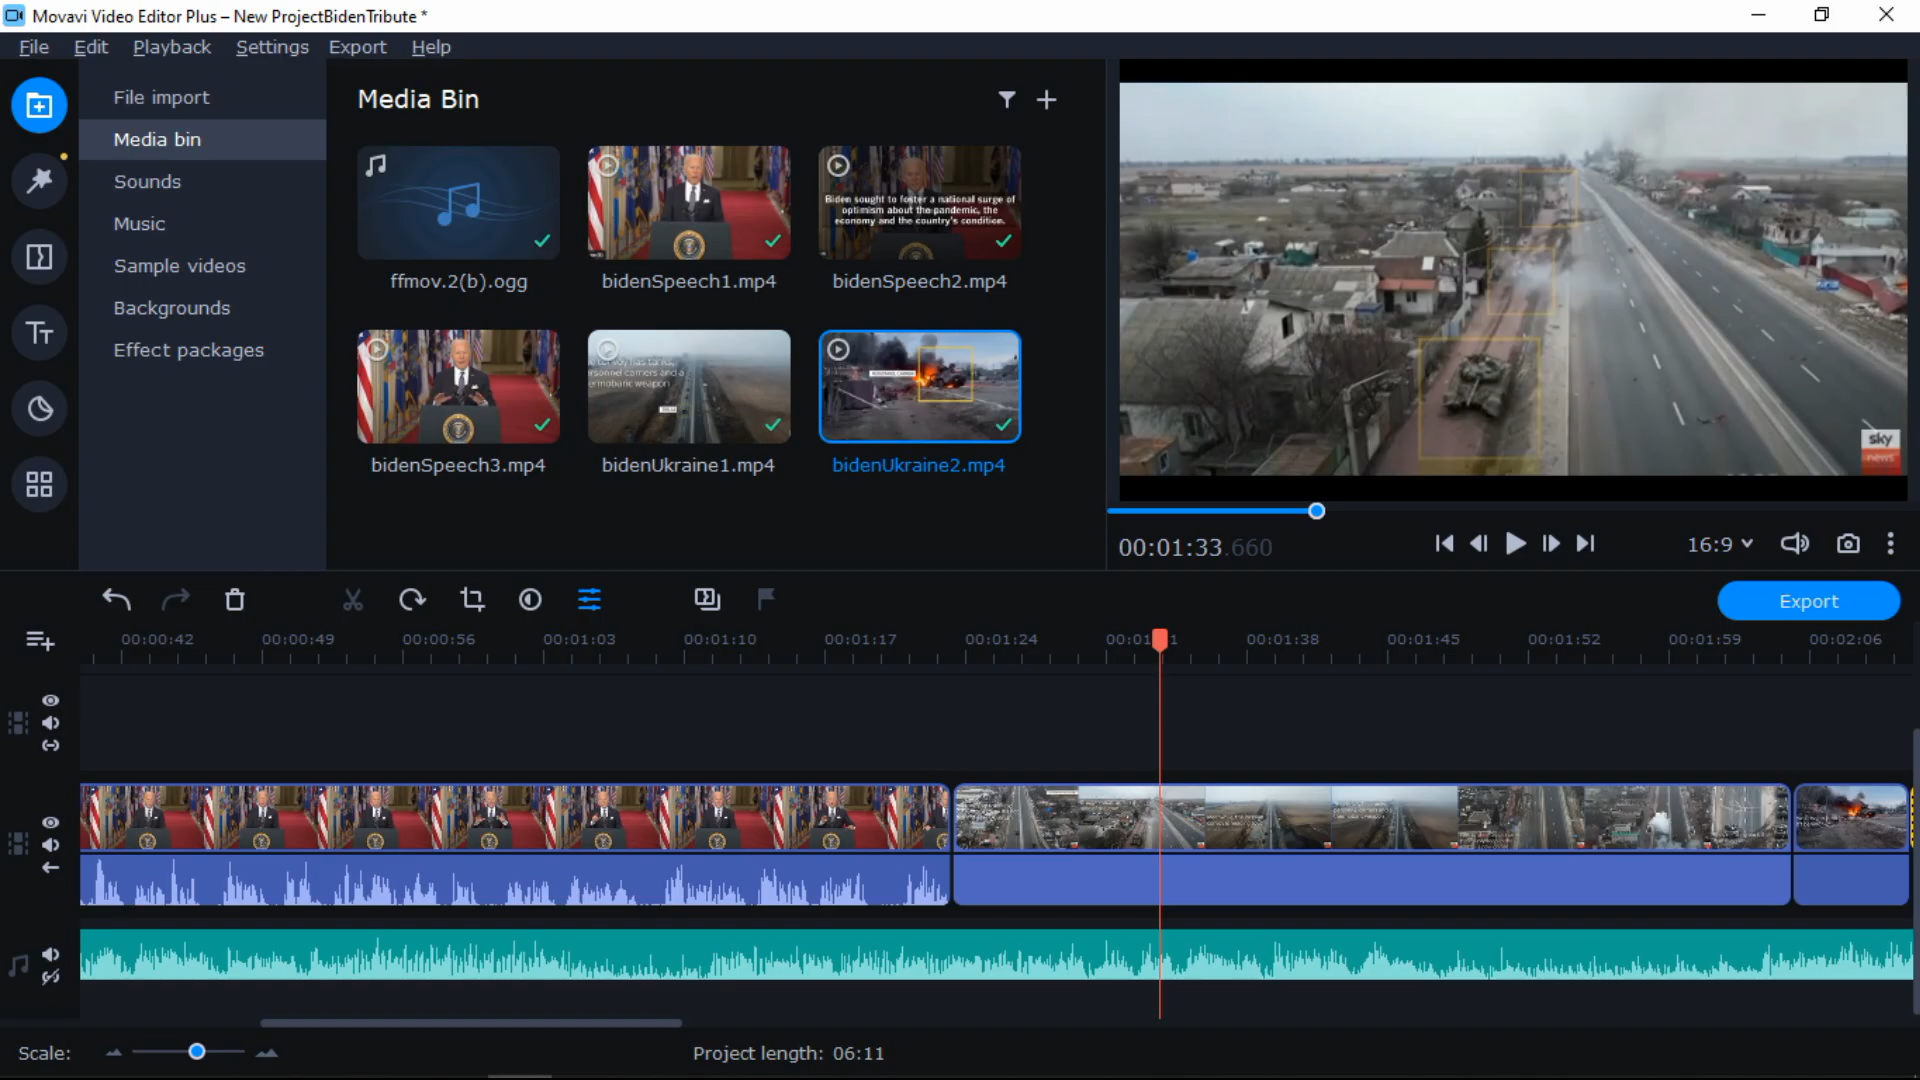 Movavi Video Editor Plus – New ProjectBidenTribute *
File Edit Playback Settings Export Help
File import
Media bin
Sounds
Music
Sample videos
Backgrounds
Effect packages
Media Bin
Biden sought to foster a national surge of
optimism about the pandemic, the
economy and the country's condition.
ffmov.2(b).ogg
bidenSpeech1.mp4
bidenSpeech2.mp4
bidenSpeech3.mp4
bidenUkraine1.mp4
bidenUkraine2.mp4
sky
news
00:01:33.660
16:9
Export
00:00:42 00:00:49 00:00:56 00:01:03 00:01:10 00:01:17 00:01:24 00:01: 1 00:01:38 00:01:45 00:01:52 00:01:59 00:02:06
Scale:
Project length: 06:11